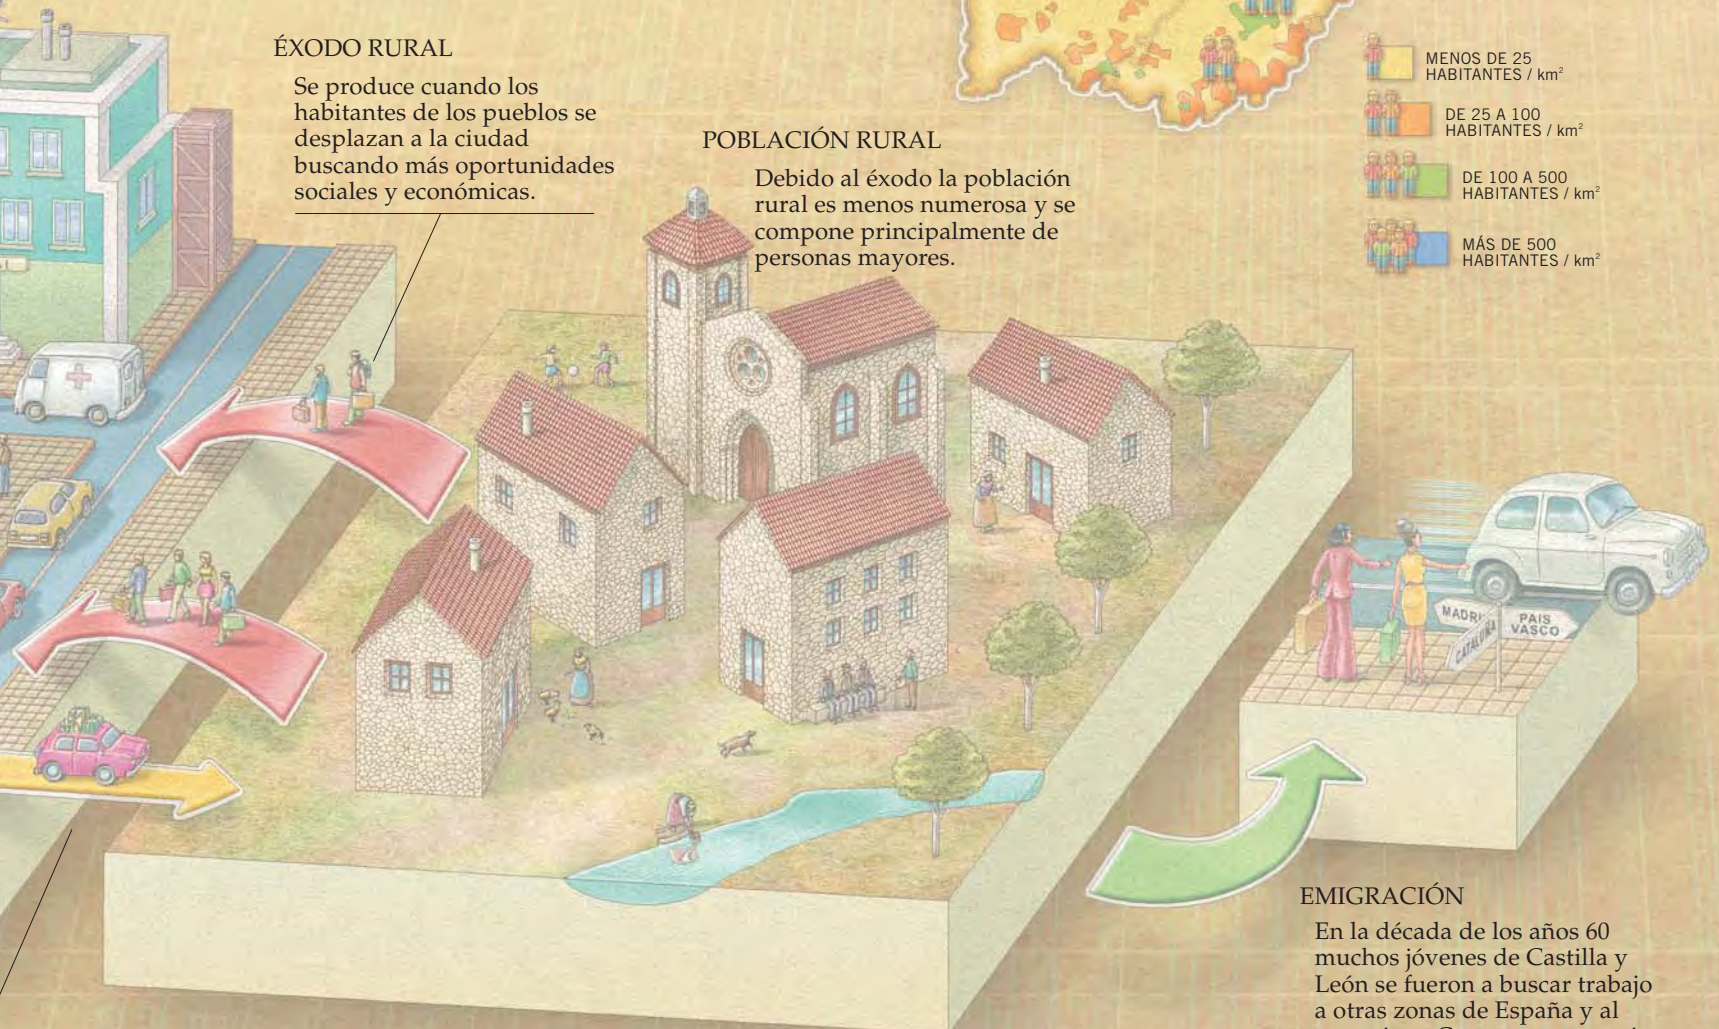 ÉXODO RURAL
Se produce cuando los
habitantes de los pueblos se
desplazan a la ciudad
buscando más oportunidades
sociales y económicas.
POBLACIÓN RURAL
Debido al éxodo la población
rural es menos numerosa y se
compone principalmente de
personas mayores.
MENOS DE 25
HABITANTES / km²
DE 25 A 100
HABITANTES / km²
DE 100 A 500
HABITANTES / km²
MÁS DE 500
HABITANTES / km²
PAIS
VASCO
CATALUÑA
EMIGRACIÓN
En la década de los años 60
muchos jóvenes de Castilla y
León se fueron a buscar trabajo
a otras zonas de España y al